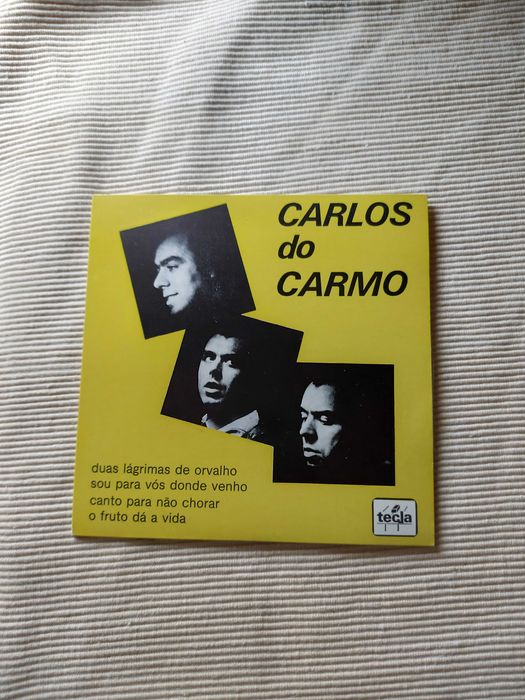 CARLOS
do
CARMO
duas lágrimas de orvalho
sou para vós donde venho
canto para não chorar
o fruto dá a vida
tecla